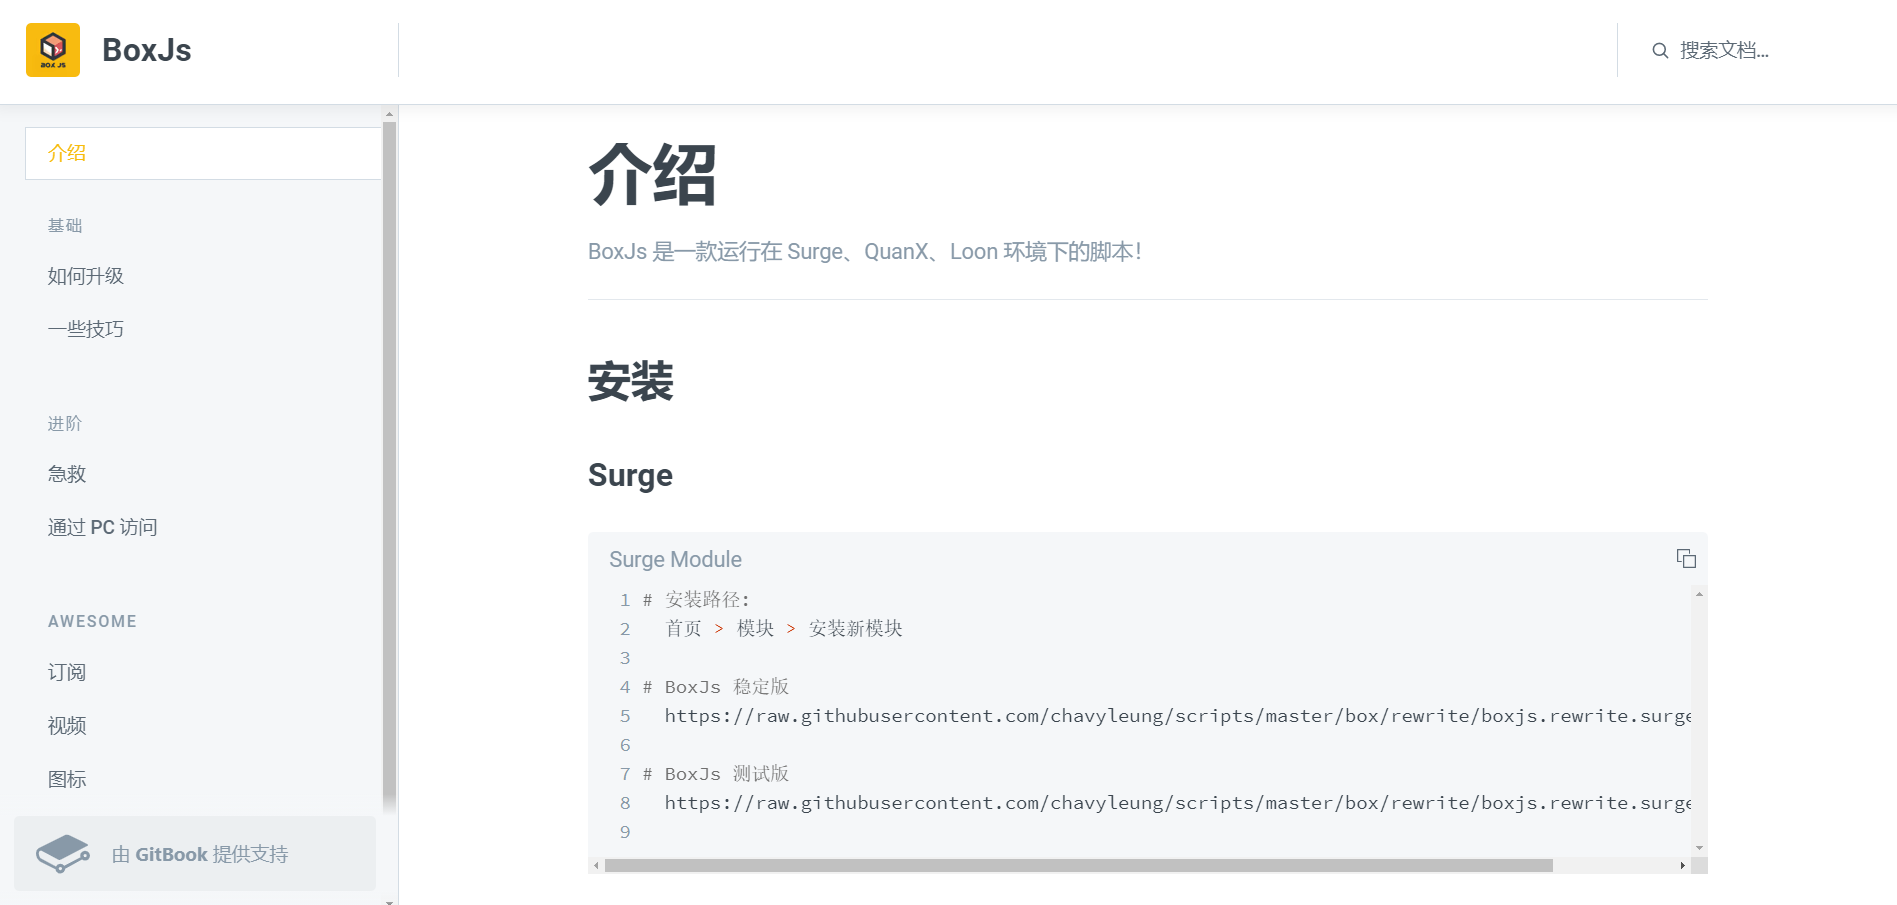 BOX JS
BoxJs
搜索文档...
介绍
基础
如何升级
一些技巧
进阶
急救
通过 PC 访问
AWESOME
订阅
视频
图标
由 GitBook 提供支持
介绍
BoxJs 是一款运行在 Surge、QuanX、Loon 环境下的脚本！
安装
Surge
Surge Module
1 # 安装路径:
2 首页 > 模块 > 安装新模块
3
4 # BoxJs 稳定版
5 https://raw.githubusercontent.com/chavyleung/scripts/master/box/rewrite/boxjs.rewrite.surge
6
7 # BoxJs 测试版
8 https://raw.githubusercontent.com/chavyleung/scripts/master/box/rewrite/boxjs.rewrite.surge
9